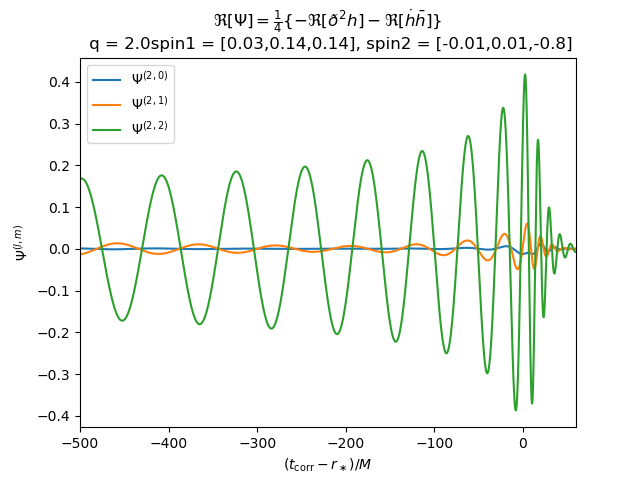 ℜ[Ψ] = 1/4{−ℜ[ð²h] − ℜ[ḣh̄]}
q = 2.0spin1 = [0.03,0.14,0.14], spin2 = [-0.01,0.01,-0.8]
Ψ^(2,0)
Ψ^(2,1)
Ψ^(2,2)
0.4
0.3
0.2
0.1
0.0
−0.1
−0.2
−0.3
−0.4
Ψ^(l,m)
−500 −400 −300 −200 −100 0
(t_corr − r_∗)/M